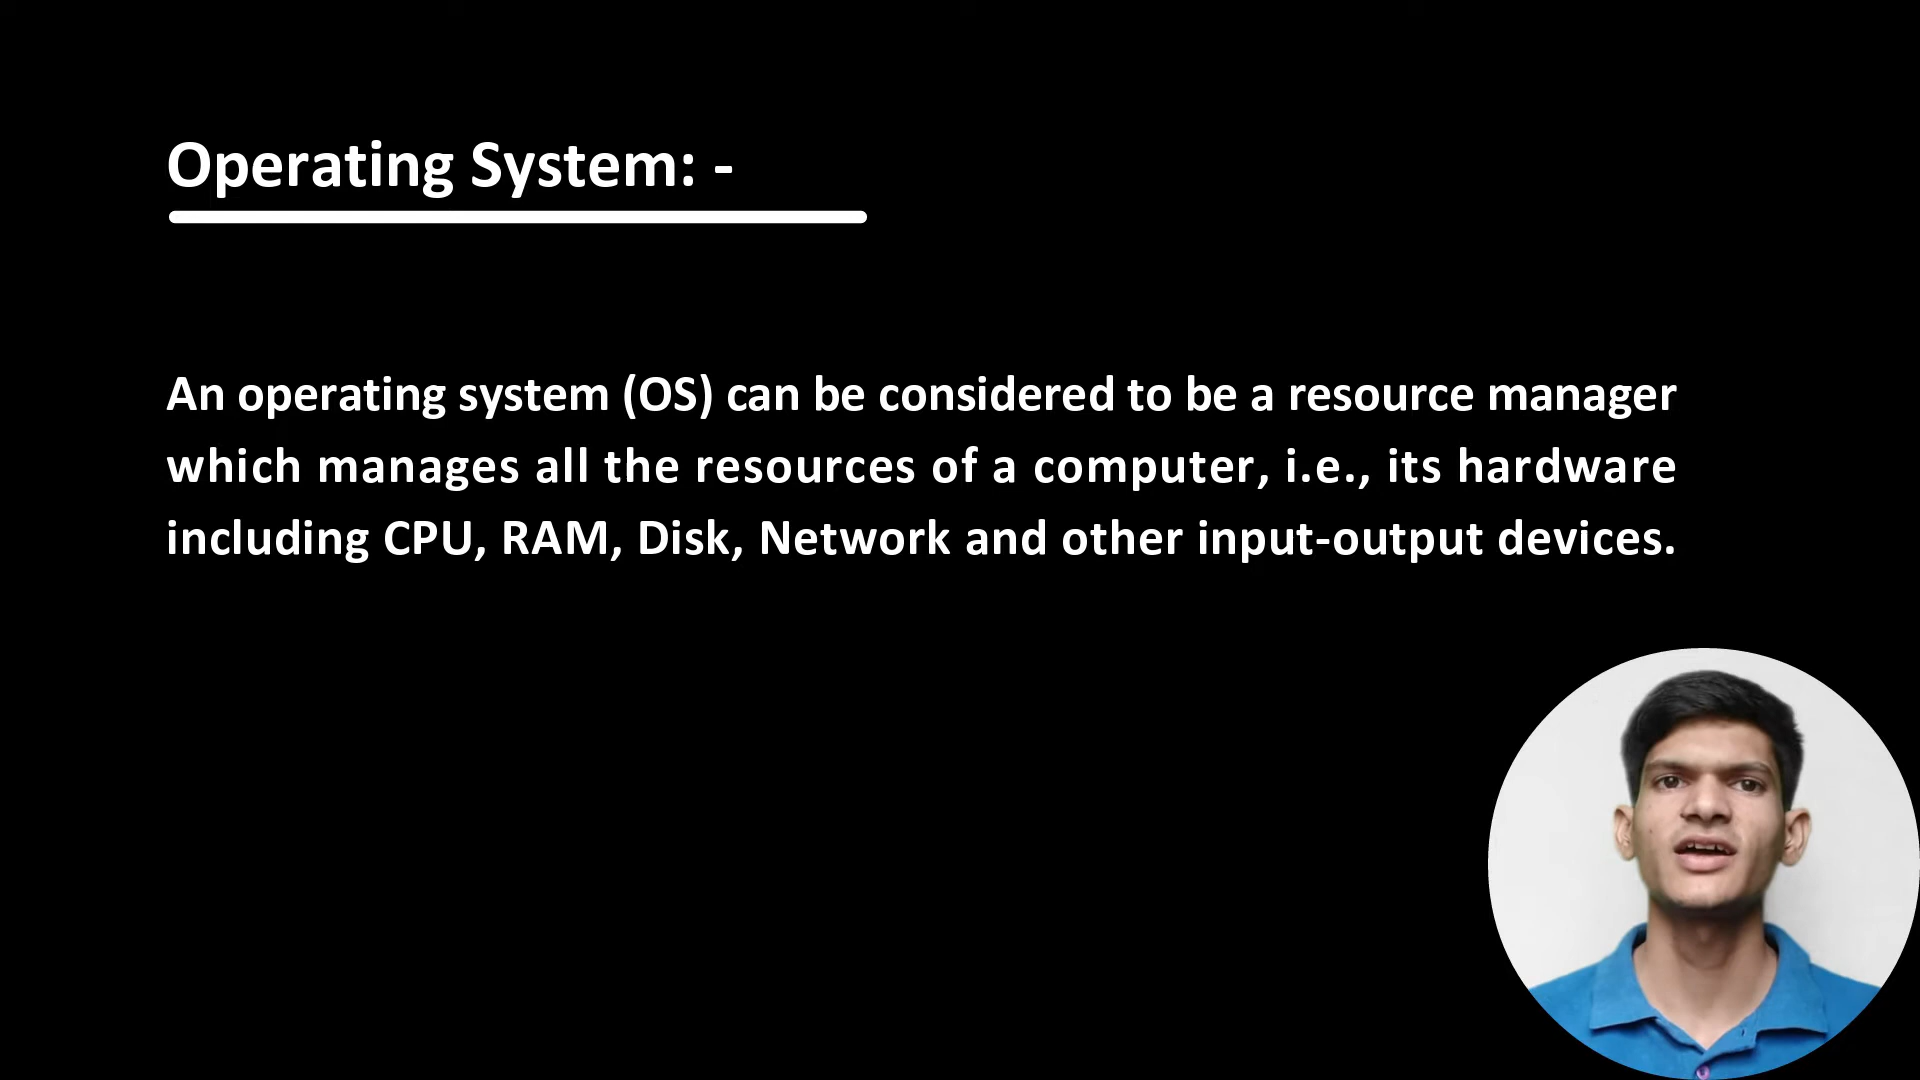 Operating System: -
An operating system (OS) can be considered to be a resource manager
which manages all the resources of a computer, i.e., its hardware
including CPU, RAM, Disk, Network and other input-output devices.